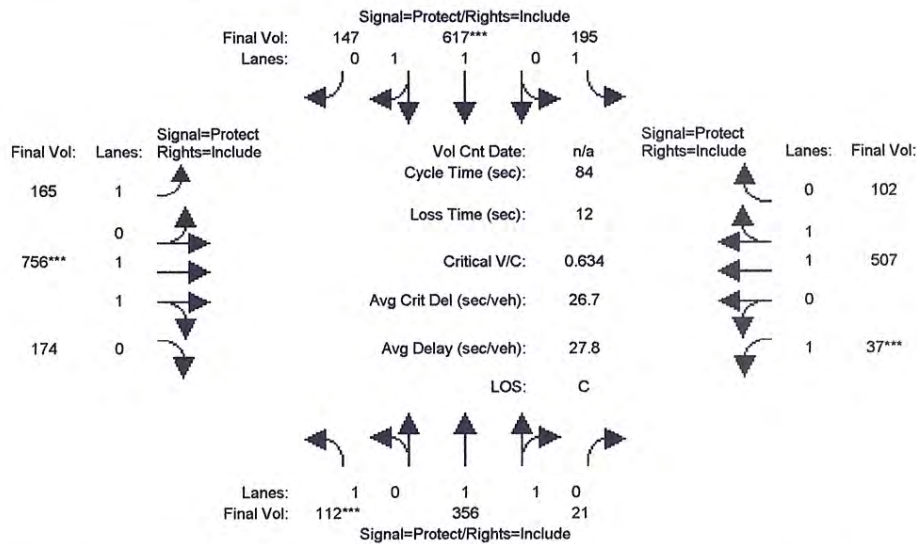 Signal=Protect/Rights=Include
Final Vol: 147 617*** 195
Lanes: 0 1 1 0 1
Signal=Protect
Final Vol: Lanes: Rights=Include
Vol Cnt Date: n/a
Signal=Protect
Rights=Include Lanes: Final Vol:
Cycle Time (sec): 84
165 1
0 102
Loss Time (sec): 12
0
1
756*** 1
Critical V/C: 0.634
1 507
1
Avg Crit Del (sec/veh): 26.7
0
174 0
Avg Delay (sec/veh): 27.8
1 37***
LOS: C
Lanes: 1 0 1 1 0
Final Vol: 112*** 356 21
Signal=Protect/Rights=Include